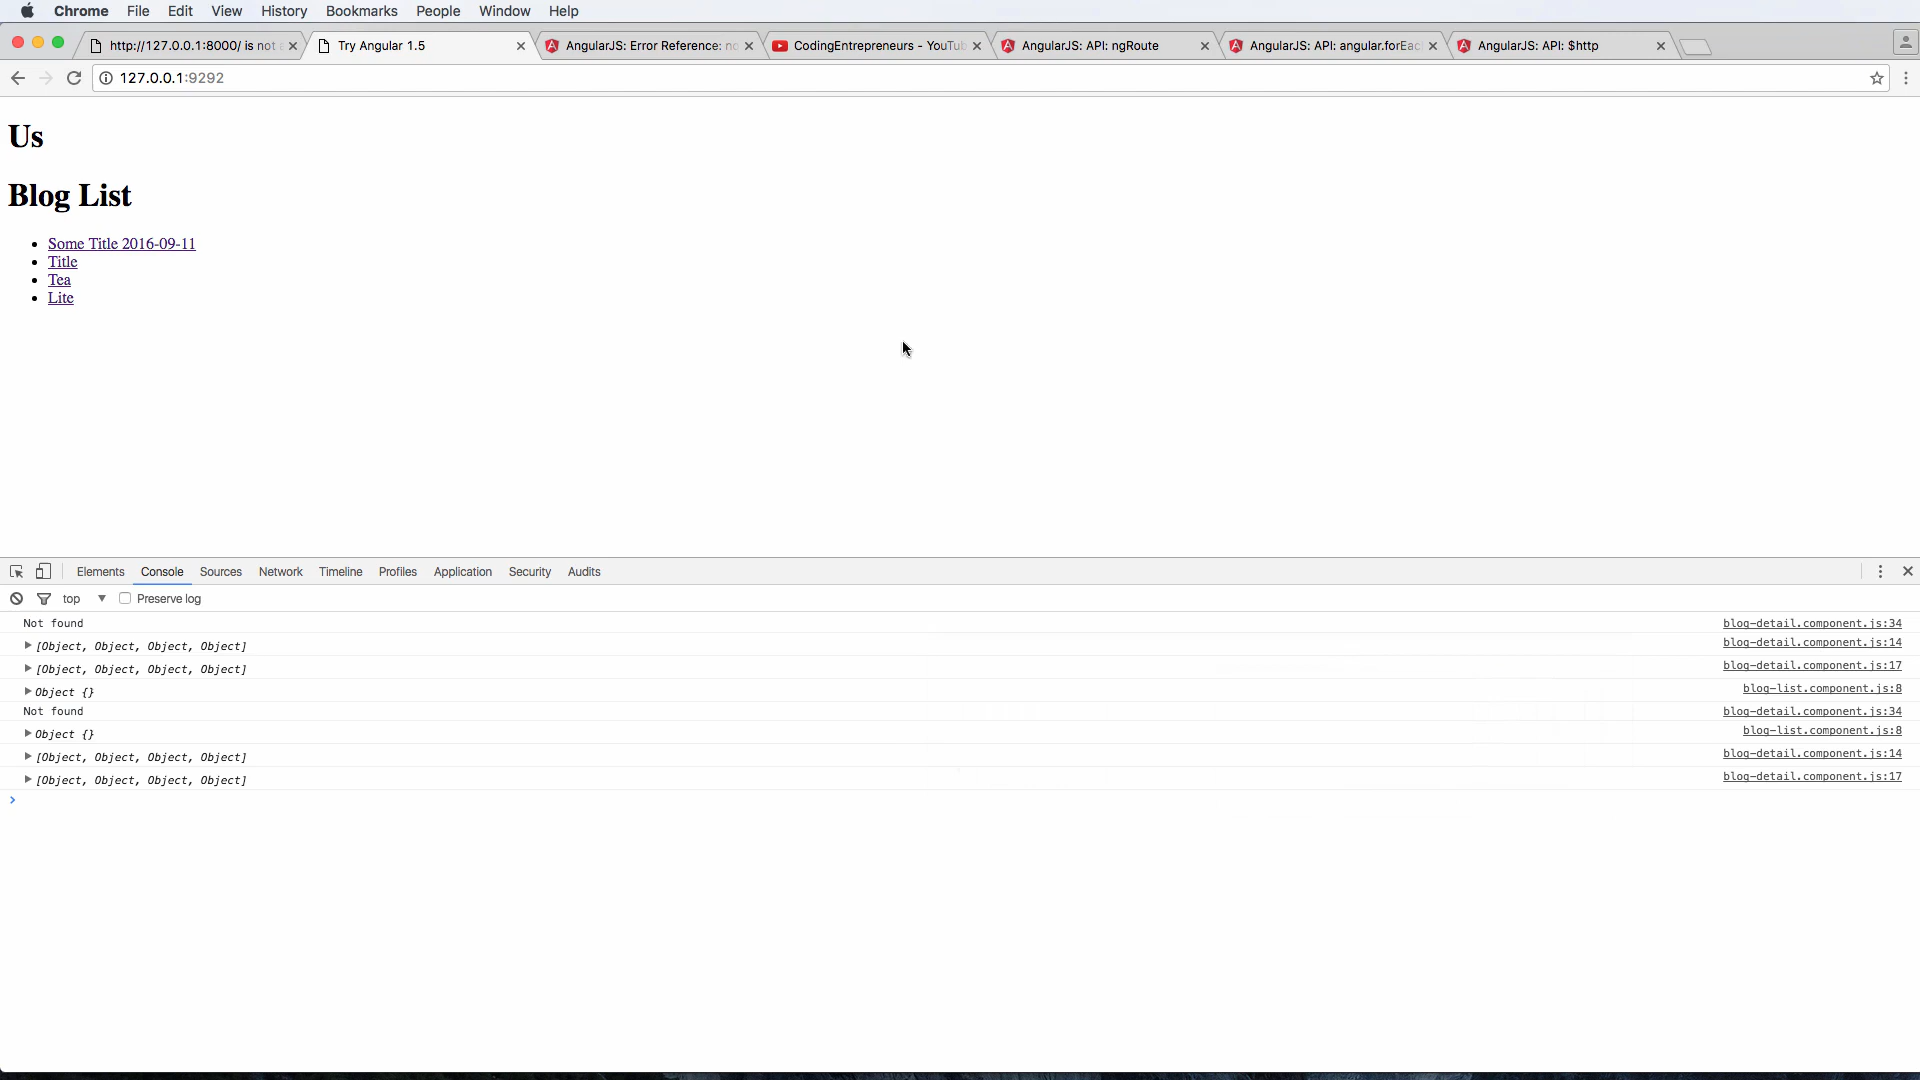 Chrome File Edit View History Bookmarks People Window Help
http://127.0.0.1:8000/ is not Try Angular 1.5 AngularJS: Error Reference: CodingEntrepreneurs - YouTu AngularJS: API: ngRoute AngularJS: API: angular.forEac AngularJS: API: $http
127.0.0.1:9292
Us
Blog List
Some Title 2016-09-11
Title
Tea
Lite
Elements Console Sources Network Timeline Profiles Application Security Audits
top Preserve log
Not found blog-detail.component.js:34
[Object, Object, Object, Object] blog-detail.component.js:14
[Object, Object, Object, Object] blog-detail.component.js:17
Object {} blog-list.component.js:8
Not found blog-detail.component.js:34
Object {} blog-list.component.js:8
[Object, Object, Object, Object] blog-detail.component.js:14
[Object, Object, Object, Object] blog-detail.component.js:17